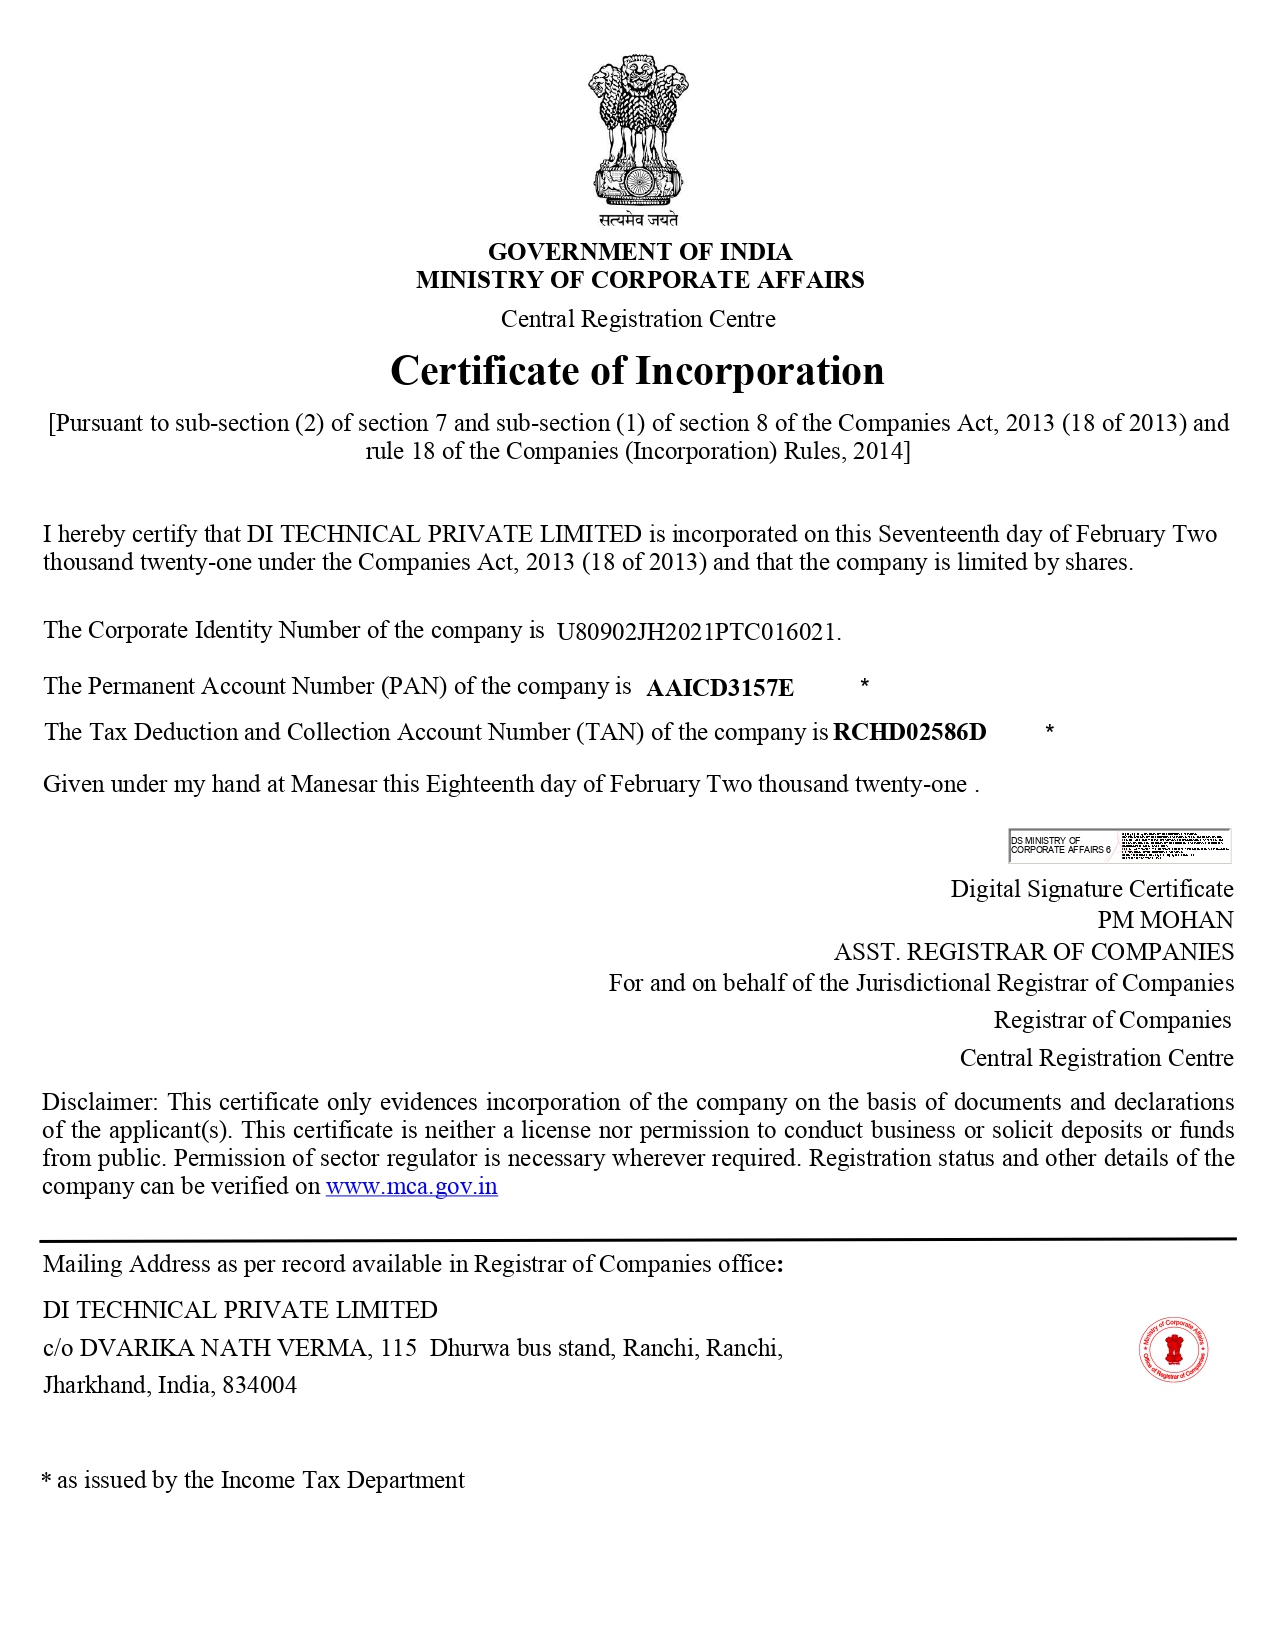 सत्यमेव जयते
GOVERNMENT OF INDIA
MINISTRY OF CORPORATE AFFAIRS
Central Registration Centre
Certificate of Incorporation
[Pursuant to sub-section (2) of section 7 and sub-section (1) of section 8 of the Companies Act, 2013 (18 of 2013) and
rule 18 of the Companies (Incorporation) Rules, 2014]
I hereby certify that DI TECHNICAL PRIVATE LIMITED is incorporated on this Seventeenth day of February Two
thousand twenty-one under the Companies Act, 2013 (18 of 2013) and that the company is limited by shares.
The Corporate Identity Number of the company is U80902JH2021PTC016021.
The Permanent Account Number (PAN) of the company is AAICD3157E *
The Tax Deduction and Collection Account Number (TAN) of the company is RCHD02586D *
Given under my hand at Manesar this Eighteenth day of February Two thousand twenty-one .
DS MINISTRY OF
CORPORATE AFFAIRS 6
Digital Signature Certificate
PM MOHAN
ASST. REGISTRAR OF COMPANIES
For and on behalf of the Jurisdictional Registrar of Companies
Registrar of Companies
Central Registration Centre
Disclaimer: This certificate only evidences incorporation of the company on the basis of documents and declarations
of the applicant(s). This certificate is neither a license nor permission to conduct business or solicit deposits or funds
from public. Permission of sector regulator is necessary wherever required. Registration status and other details of the
company can be verified on www.mca.gov.in
Mailing Address as per record available in Registrar of Companies office:
DI TECHNICAL PRIVATE LIMITED
c/o DVARIKA NATH VERMA, 115 Dhurwa bus stand, Ranchi, Ranchi,
Jharkhand, India, 834004
Ministry of Corporate Affairs
Office of Registrar of Companies
* as issued by the Income Tax Department